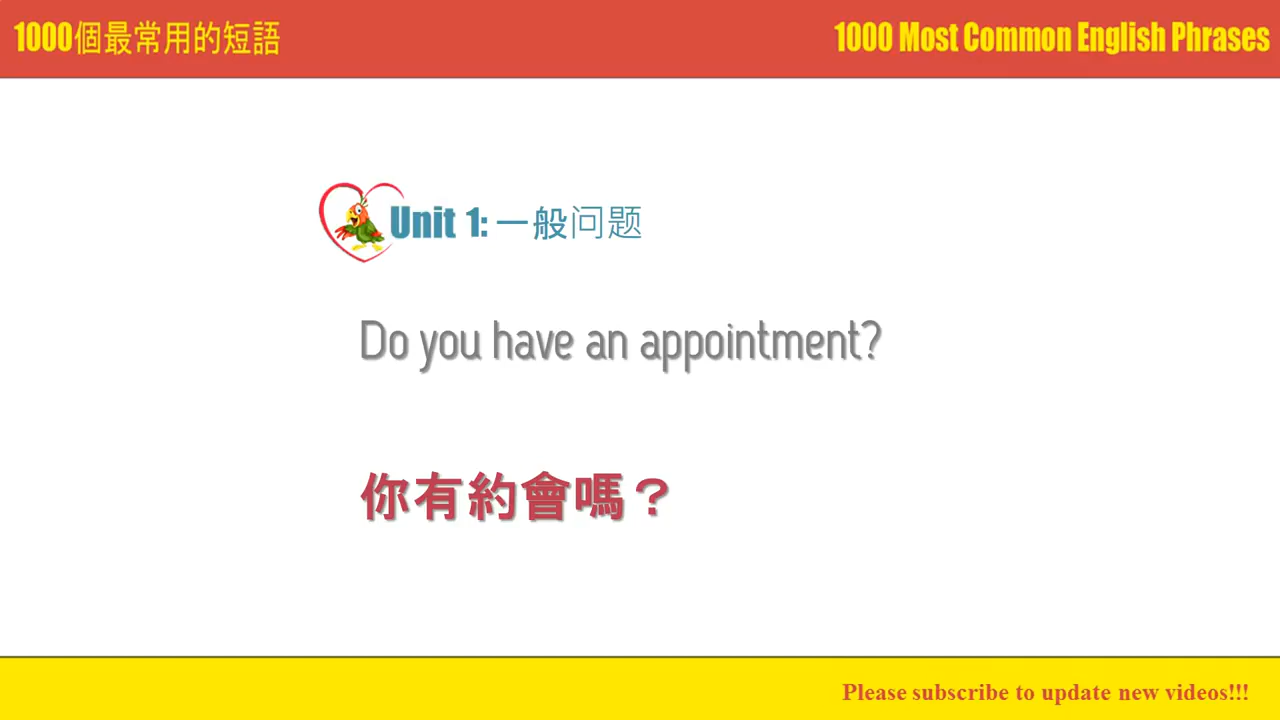 1000個最常用的短語
1000 Most Common English Phrases
Unit 1: 一般问题
Do you have an appointment?
你有約會嗎？
Please subscribe to update new videos!!!